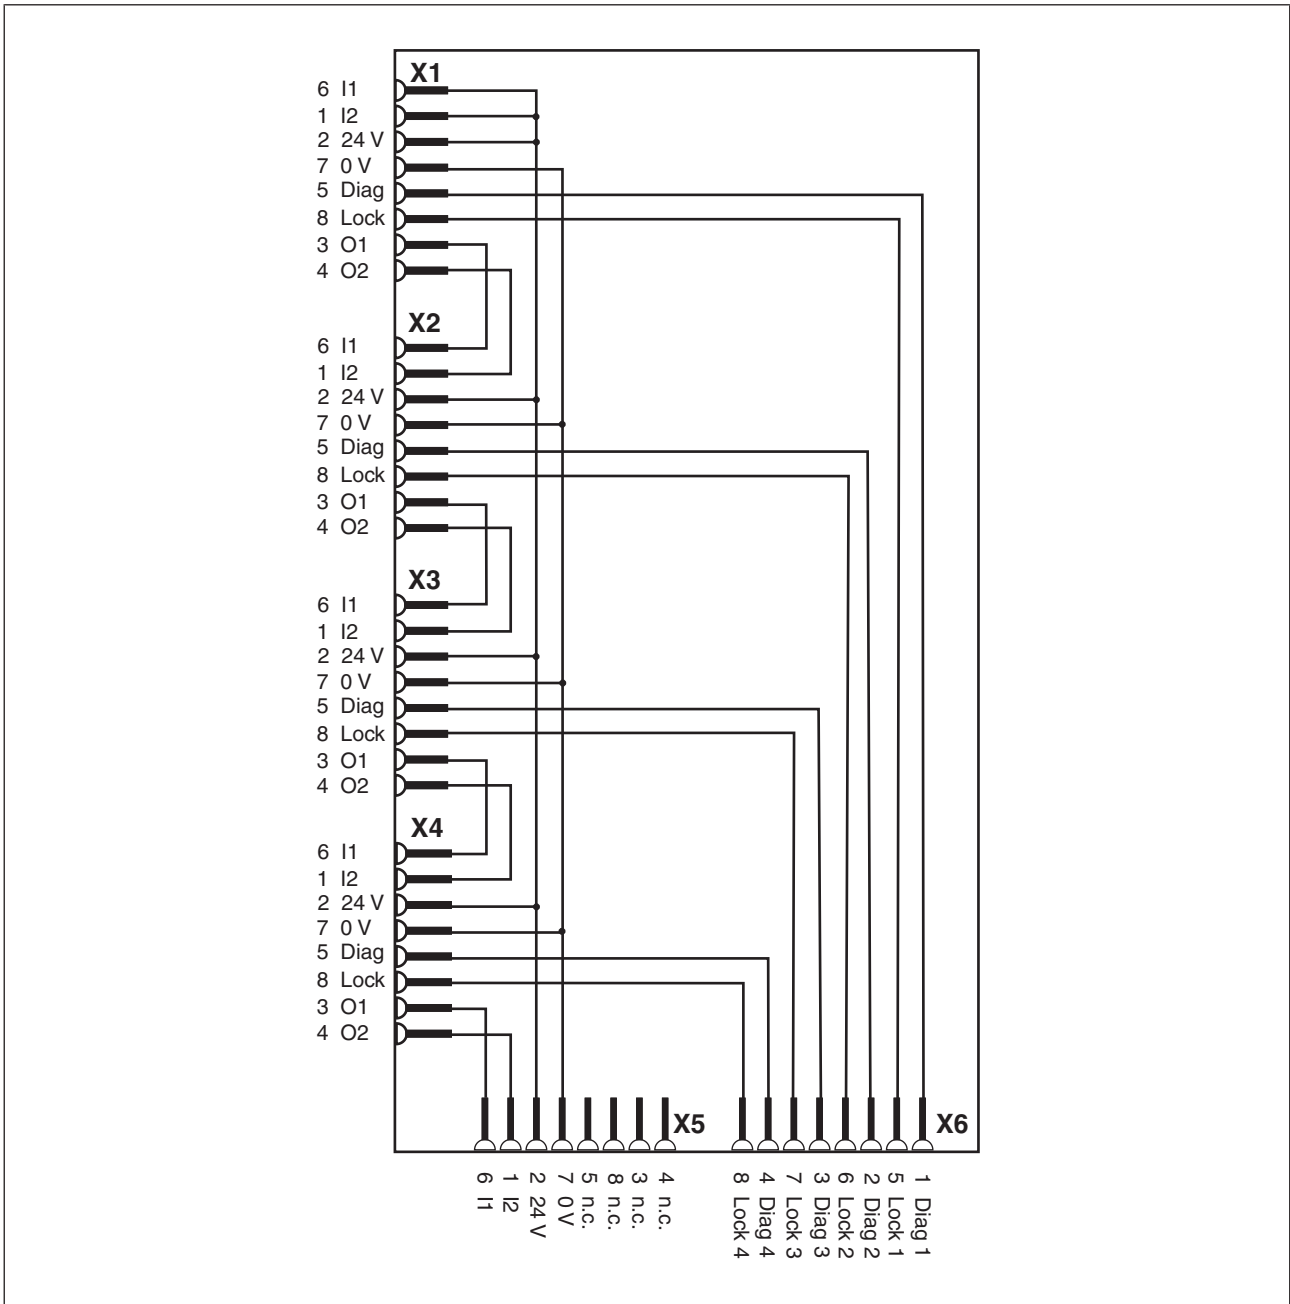 X1
6 I1
1 I2
2 24 V
7 0 V
5 Diag
8 Lock
3 O1
4 O2
X2
6 I1
1 I2
2 24 V
7 0 V
5 Diag
8 Lock
3 O1
4 O2
X3
6 I1
1 I2
2 24 V
7 0 V
5 Diag
8 Lock
3 O1
4 O2
X4
6 I1
1 I2
2 24 V
7 0 V
5 Diag
8 Lock
3 O1
4 O2
X5
6 I1
1 I2
2 24 V
7 0 V
5 n.c.
8 n.c.
3 n.c.
4 n.c.
X6
8 Lock 4
4 Diag 4
7 Lock 3
3 Diag 3
6 Lock 2
2 Diag 2
5 Lock 1
1 Diag 1